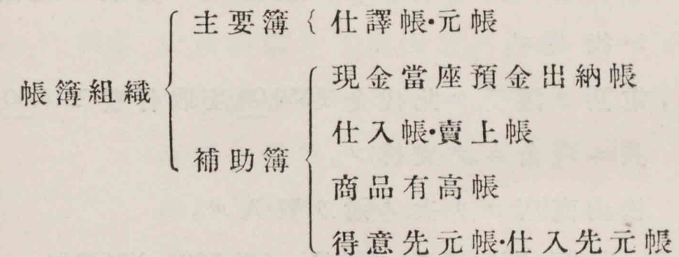 帳簿組織
主要簿
仕譯帳・元帳
補助簿
現金當座預金出納帳
仕入帳・賣上帳
商品有高帳
得意先元帳・仕入先元帳